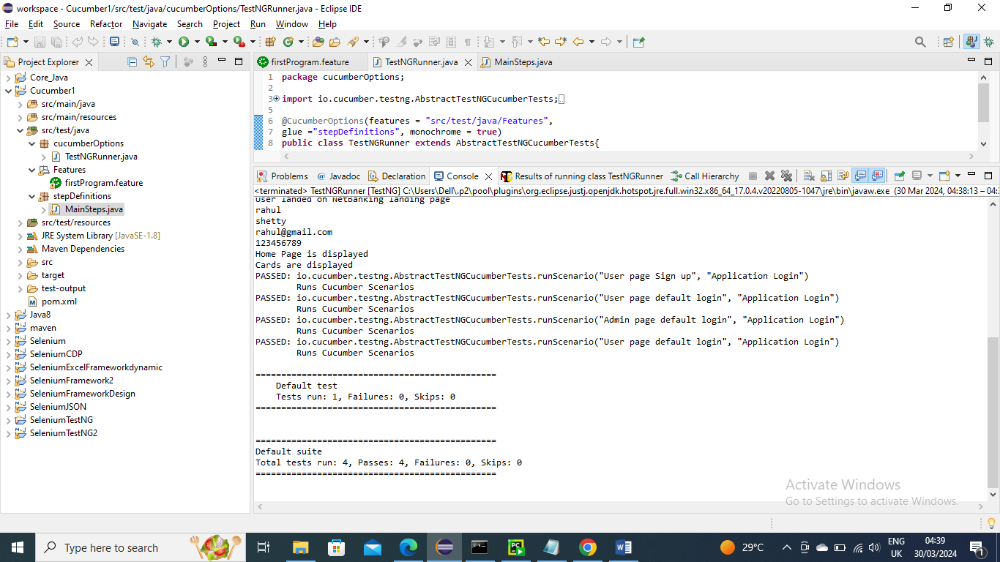 workspace - Cucumber1/src/test/java/cucumberOptions/TestNGRunner.java - Eclipse IDE
File Edit Source Refactor Navigate Search Project Run Window Help
Project Explorer
Core_Java
Cucumber1
src/main/java
src/main/resources
src/test/java
cucumberOptions
TestNGRunner.java
Features
firstProgram.feature
stepDefinitions
MainSteps.java
src/test/resources
JRE System Library [JavaSE-1.8]
Maven Dependencies
src
target
test-output
pom.xml
Java8
maven
Selenium
SeleniumCDP
SeleniumExcelFrameworkdynamic
SeleniumFramework2
SeleniumFrameworkDesign
SeleniumJSON
SeleniumTestNG
SeleniumTestNG2
firstProgram.feature TestNGRunner.java MainSteps.java
1 package cucumberOptions;
2
3 import io.cucumber.testng.AbstractTestNGCucumberTests;
5
6 @CucumberOptions(features = "src/test/java/Features",
7 glue ="stepDefinitions", monochrome = true)
8 public class TestNGRunner extends AbstractTestNGCucumberTests{
Problems @ Javadoc Declaration Console Results of running class TestNGRunner Call Hierarchy
<terminated> TestNGRunner [TestNG] C:\Users\Dell\.p2\pool\plugins\org.eclipse.justj.openjdk.hotspot.jre.full.win32.x86_64_17.0.4.v20220805-1047\jre\bin\javaw.exe (30 Mar 2024, 04:38:13 – 04:
User landed on NetBanking landing page
rahul
shetty
rahul@gmail.com
123456789
Home Page is displayed
Cards are displayed
PASSED: io.cucumber.testng.AbstractTestNGCucumberTests.runScenario("User page Sign up", "Application Login")
Runs Cucumber Scenarios
PASSED: io.cucumber.testng.AbstractTestNGCucumberTests.runScenario("User page default login", "Application Login")
Runs Cucumber Scenarios
PASSED: io.cucumber.testng.AbstractTestNGCucumberTests.runScenario("Admin page default login", "Application Login")
Runs Cucumber Scenarios
PASSED: io.cucumber.testng.AbstractTestNGCucumberTests.runScenario("User page default login", "Application Login")
Runs Cucumber Scenarios
===============================================
Default test
Tests run: 1, Failures: 0, Skips: 0
===============================================
===============================================
Default suite
Total tests run: 4, Passes: 4, Failures: 0, Skips: 0
===============================================
Activate Windows
Go to Settings to activate Windows.
Type here to search
29°C
ENG
UK
04:39
30/03/2024
1